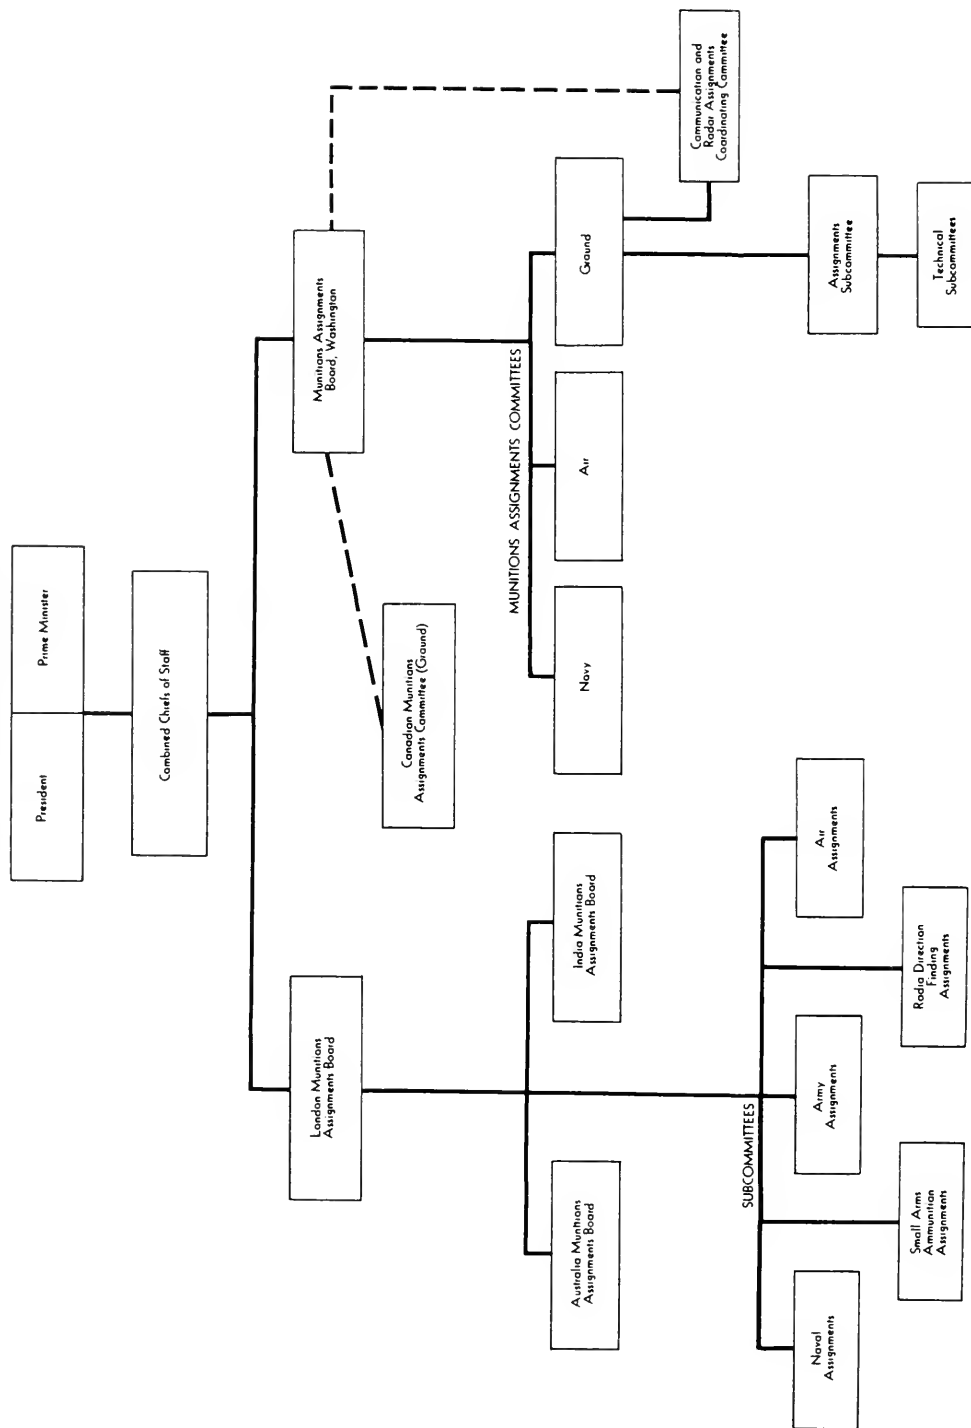 President
Prime Minister
Combined Chiefs of Staff
London Munitions
Assignments Board
Munitions Assignments
Board, Washington
Canadian Munitions
Assignments Committee (Ground)
Communication and
Radar Assignments
Coordinating Committee
Australia Munitions
Assignments Board
India Munitions
Assignments Board
MUNITIONS ASSIGNMENTS COMMITTEES
Navy
Air
Ground
SUBCOMMITTEES
Naval
Assignments
Small Arms
Ammunition
Assignments
Army
Assignments
Radio Direction
Finding
Assignments
Air
Assignments
Assignments
Subcommittee
Technical
Subcommittees